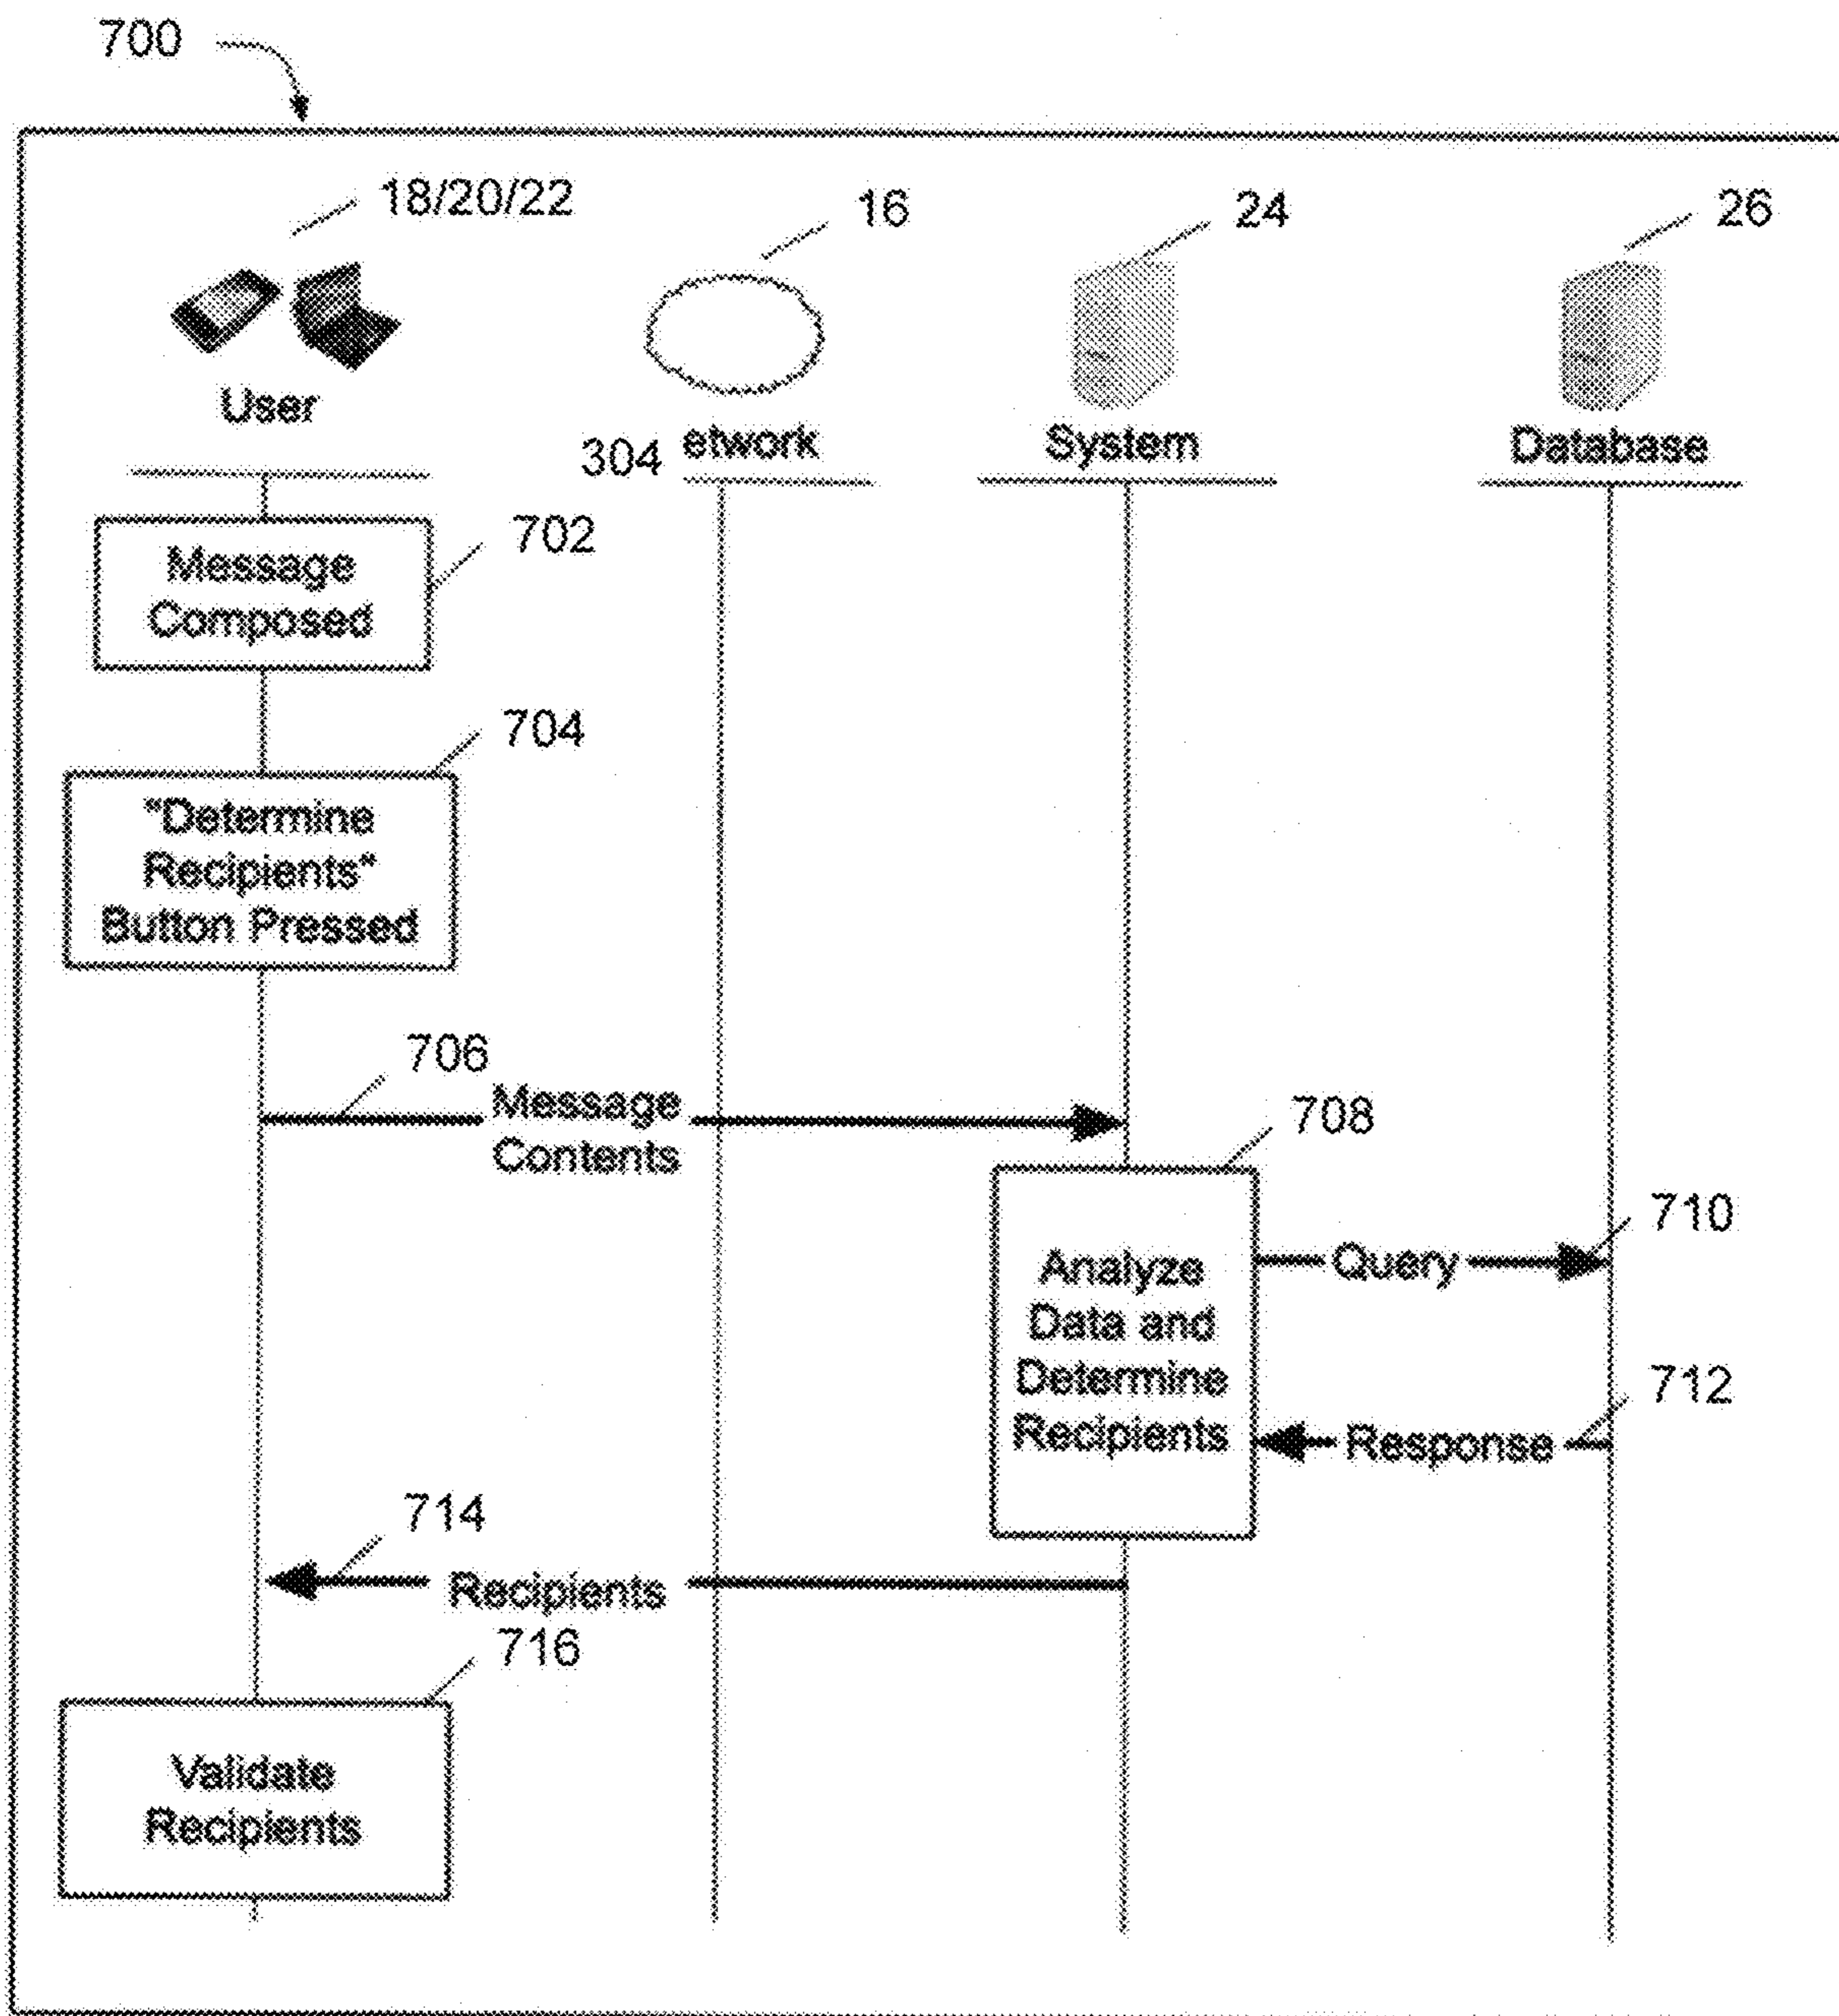 700
18/20/22
16
24
26
User
304 etwork
System
Database
702
Message
Composed
704
"Determine
Recipients"
Button Pressed
706
Message
Contents
708
710
Query
Analyze
Data and
Determine
Recipients
712
Response
714
Recipients
716
Validate
Recipients